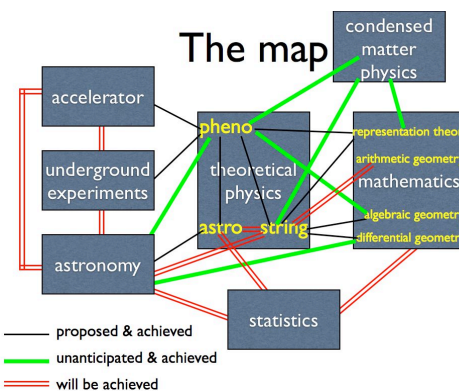 The map
condensed
matter
physics
accelerator
pheno
representation theor
arithmetic geometr
underground
experiments
theoretical
physics
mathematics
algebraic geometr
astro
string
differential geometr
astronomy
statistics
proposed & achieved
unanticipated & achieved
will be achieved